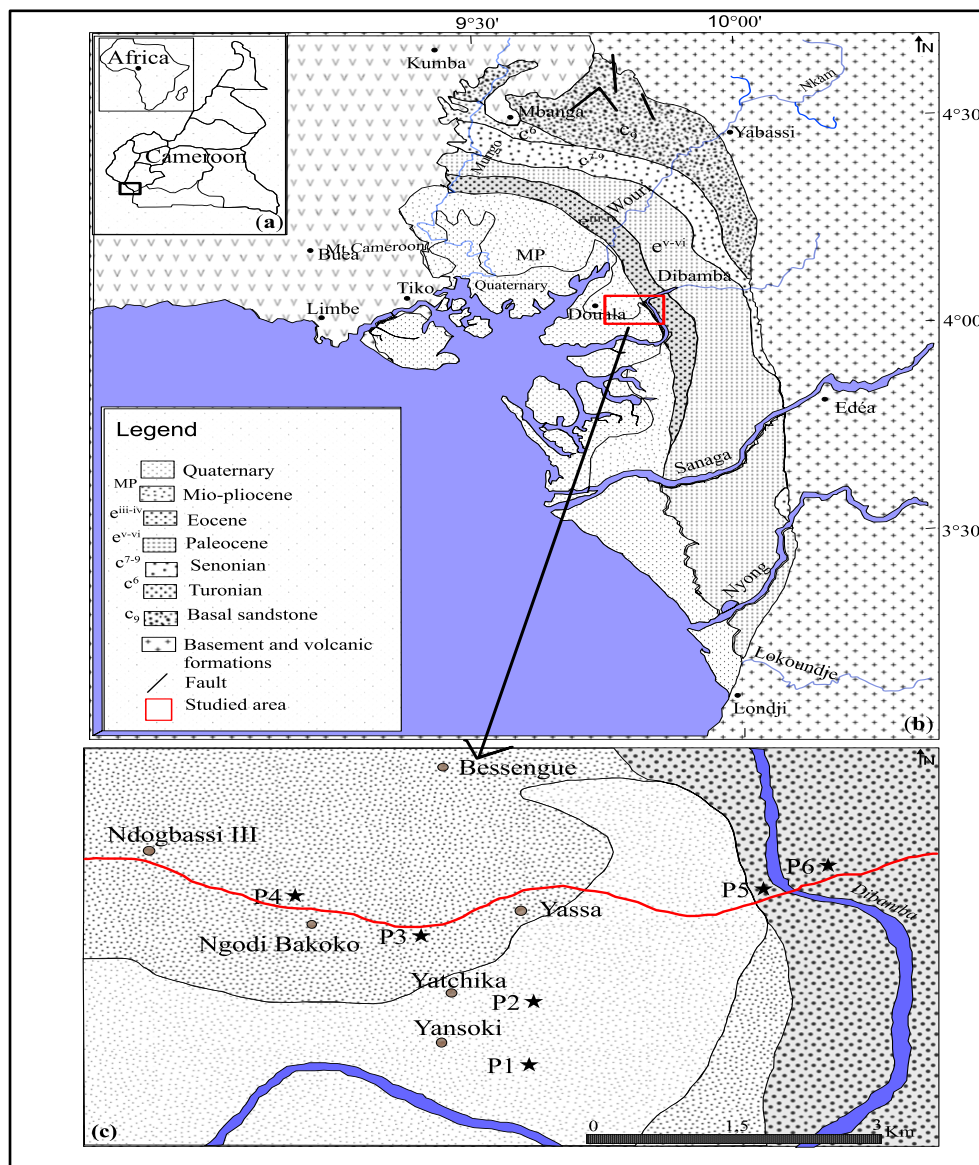 9°30'
10°00'
N
Africa
Cameroon
(a)
Kumba
Nkam
4°30
Mbanga
c6
c9
Yabassi
Mungo
c7-9
Wouri
ev-vi
Mt Cameroon
Buea
MP
Quaternary
Dibamba
Tiko
Limbe
Douala
4°00
Edéa
Legend
Sanaga
Quaternary
MP Mio-pliocene
eiii-iv Eocene
ev-vi Paleocene
c7-9 Senonian
c6 Turonian
c9 Basal sandstone
Basement and volcanic
formations
Fault
Studied area
3°30
Nyong
Lokoundje
Londji
(b)
N
Bessengue
Ndogbassi III
P6
P5
P4
Dibamba
Yassa
P3
Ngodi Bakoko
Yatchika
P2
Yansoki
P1
(c)
0 1.5 3
Km